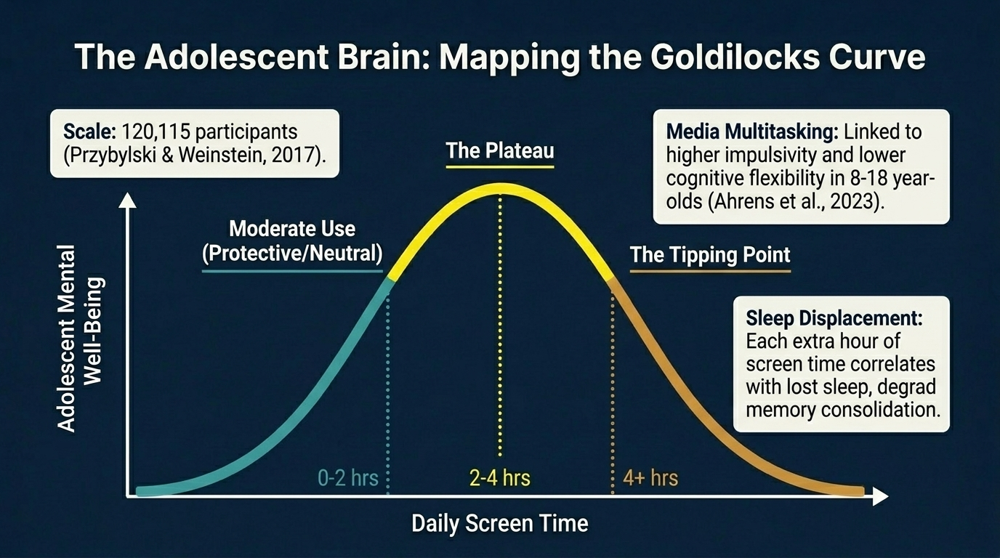 The Adolescent Brain: Mapping the Goldilocks Curve
Scale: 120,115 participants
(Przybylski & Weinstein, 2017).
The Plateau
Media Multitasking: Linked to
higher impulsivity and lower
cognitive flexibility in 8-18 year-
olds (Ahrens et al., 2023).
Moderate Use
(Protective/Neutral)
The Tipping Point
Adolescent Mental
Well-Being
Sleep Displacement:
Each extra hour of
screen time correlates
with lost sleep, degrad
memory consolidation.
0-2 hrs
2-4 hrs
4+ hrs
Daily Screen Time